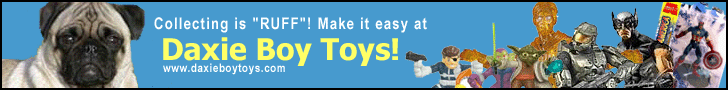 Collecting is "RUFF"! Make it easy at
Daxie Boy Toys!
www.daxieboytoys.com